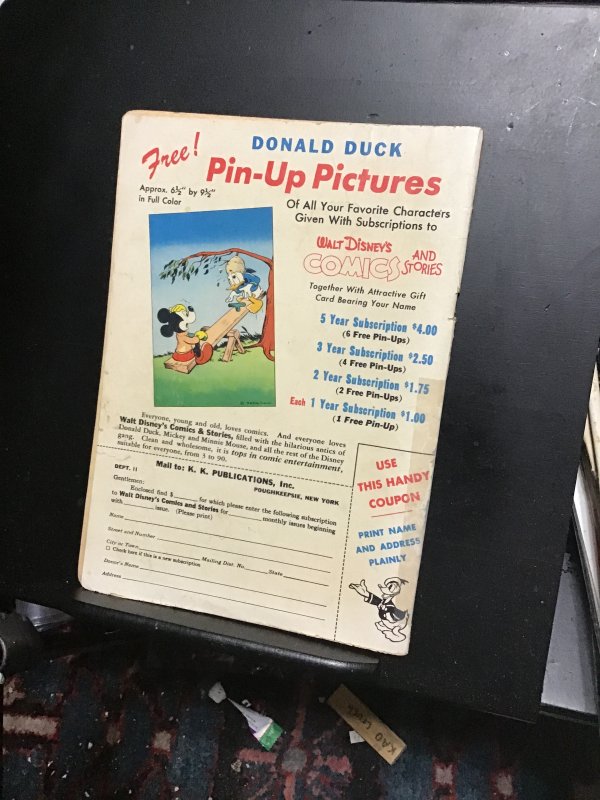 Free!
DONALD DUCK
Pin-Up Pictures
Approx. 6½" by 9½"
in Full Color
Of All Your Favorite Characters
Given With Subscriptions to
WALT DISNEY'S
COMICS AND STORIES
Together With Attractive Gift
Card Bearing Your Name
5 Year Subscription $4.00
(6 Free Pin-Ups)
3 Year Subscription $2.50
(4 Free Pin-Ups)
2 Year Subscription $1.75
(2 Free Pin-Ups)
Each 1 Year Subscription $1.00
(1 Free Pin-Up)
Everyone, young and old, loves comics. And everyone loves
Walt Disney's Comics & Stories, filled with the hilarious antics of
Donald Duck, Mickey and Minnie Mouse, and all the rest of the Disney
gang. Clean and wholesome, it is tops in comic entertainment,
suitable for everyone, from 3 to 90.
DEPT. 11 Mail to: K. K. PUBLICATIONS, Inc.
POUGHKEEPSIE, NEW YORK
Gentlemen:
Enclosed find $ for which please enter the following subscription
to Walt Disney's Comics and Stories for monthly issues beginning
with issue. (Please print)
Name
Street and Number
City or Town Mailing Dist. No. State
Check here if this is a new subscription
Donor's Name
Address
USE
THIS HANDY
COUPON
PRINT NAME
AND ADDRESS
PLAINLY